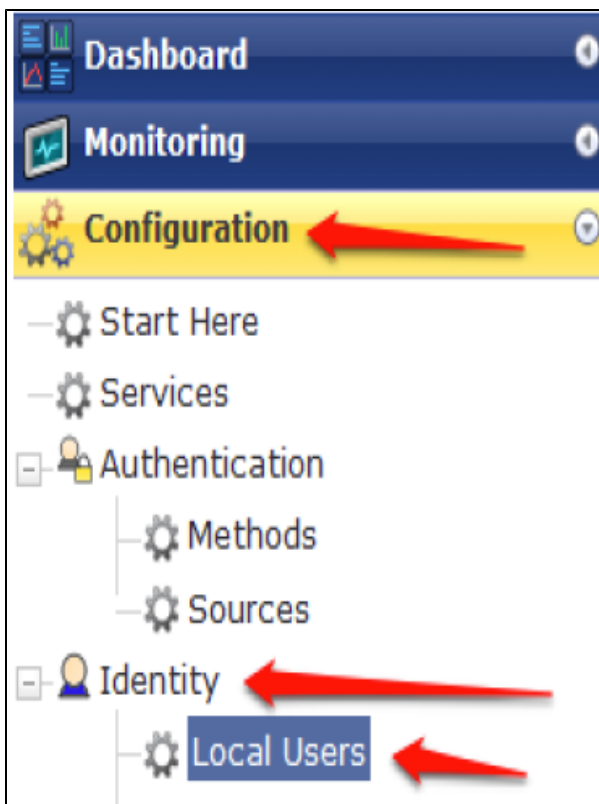 Dashboard
Monitoring
Configuration
Start Here
Services
Authentication
Methods
Sources
Identity
Local Users